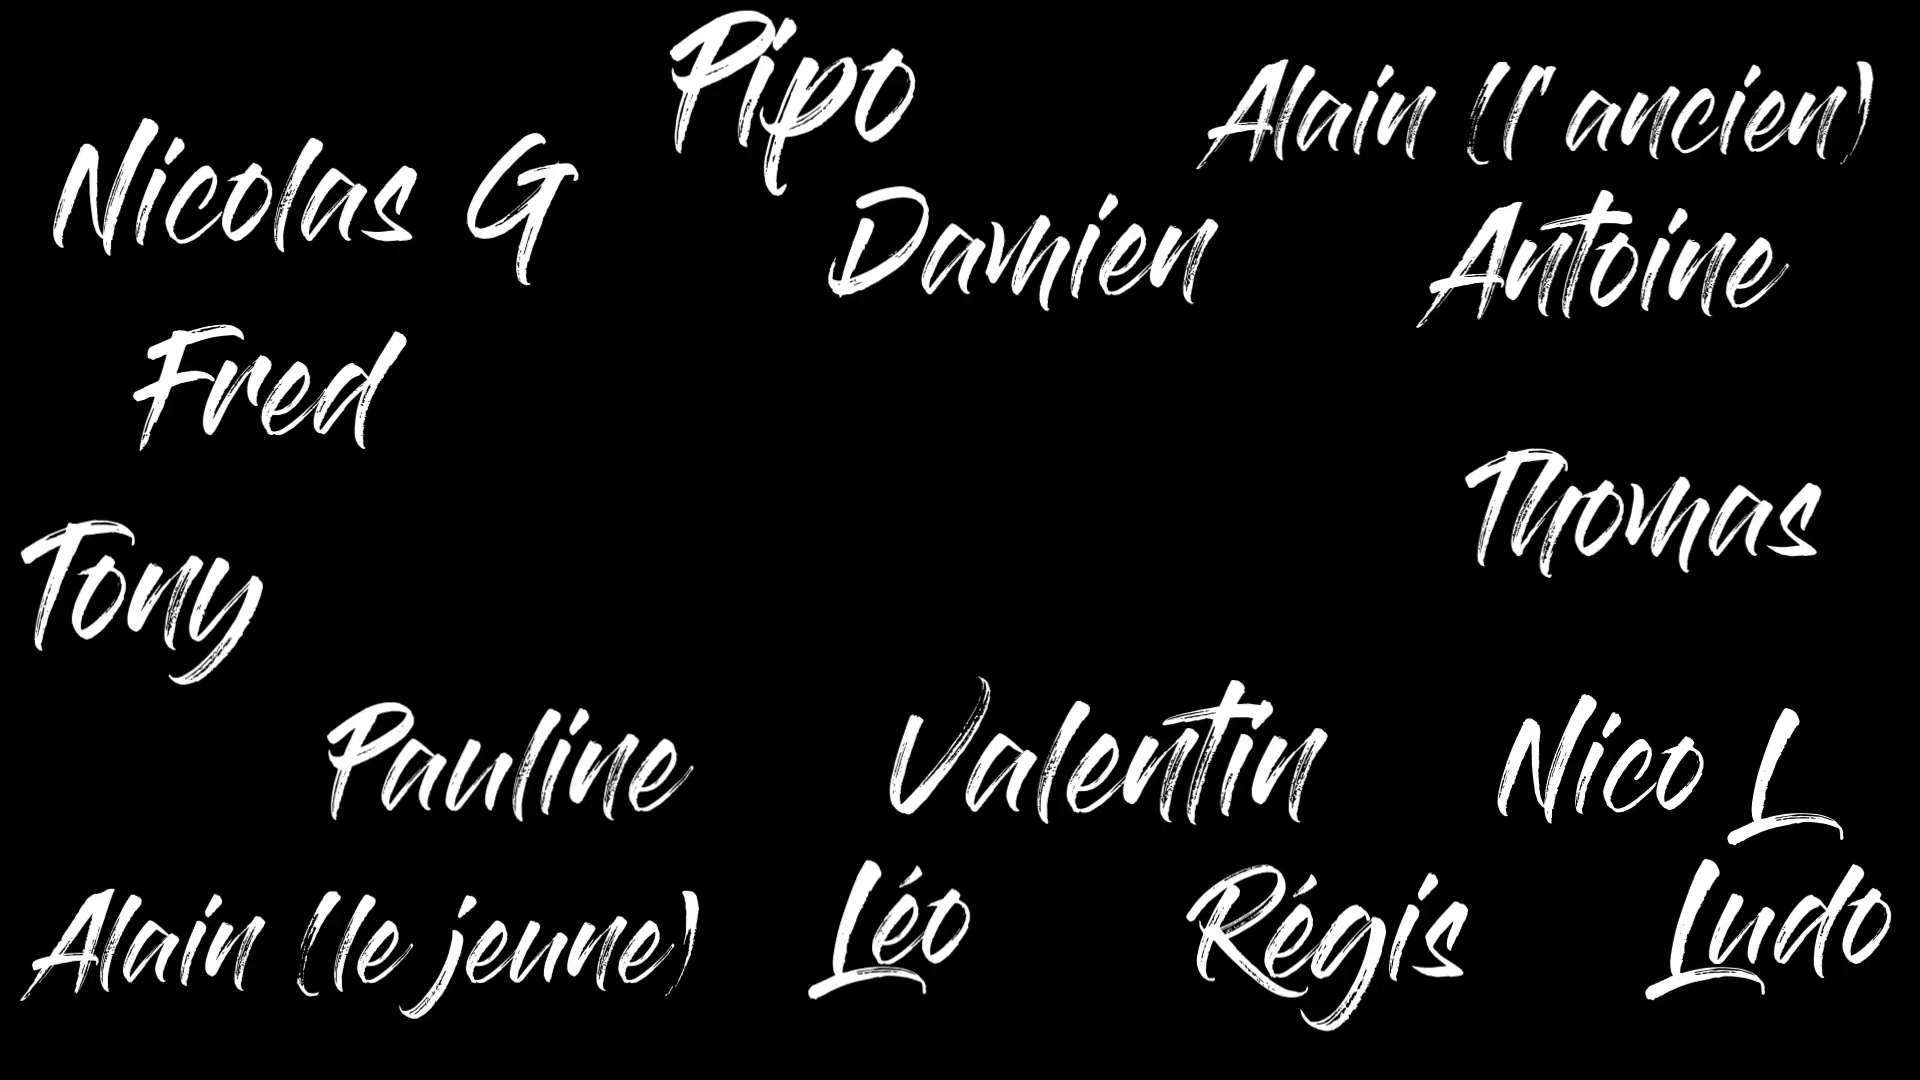 Pipo
Alain (l' ancien)
Nicolas G
Damien
Antoine
Fred
Thomas
Tony
Pauline
Valentin
Nico L
Alain (le jeune)
Léo
Régis
Ludo